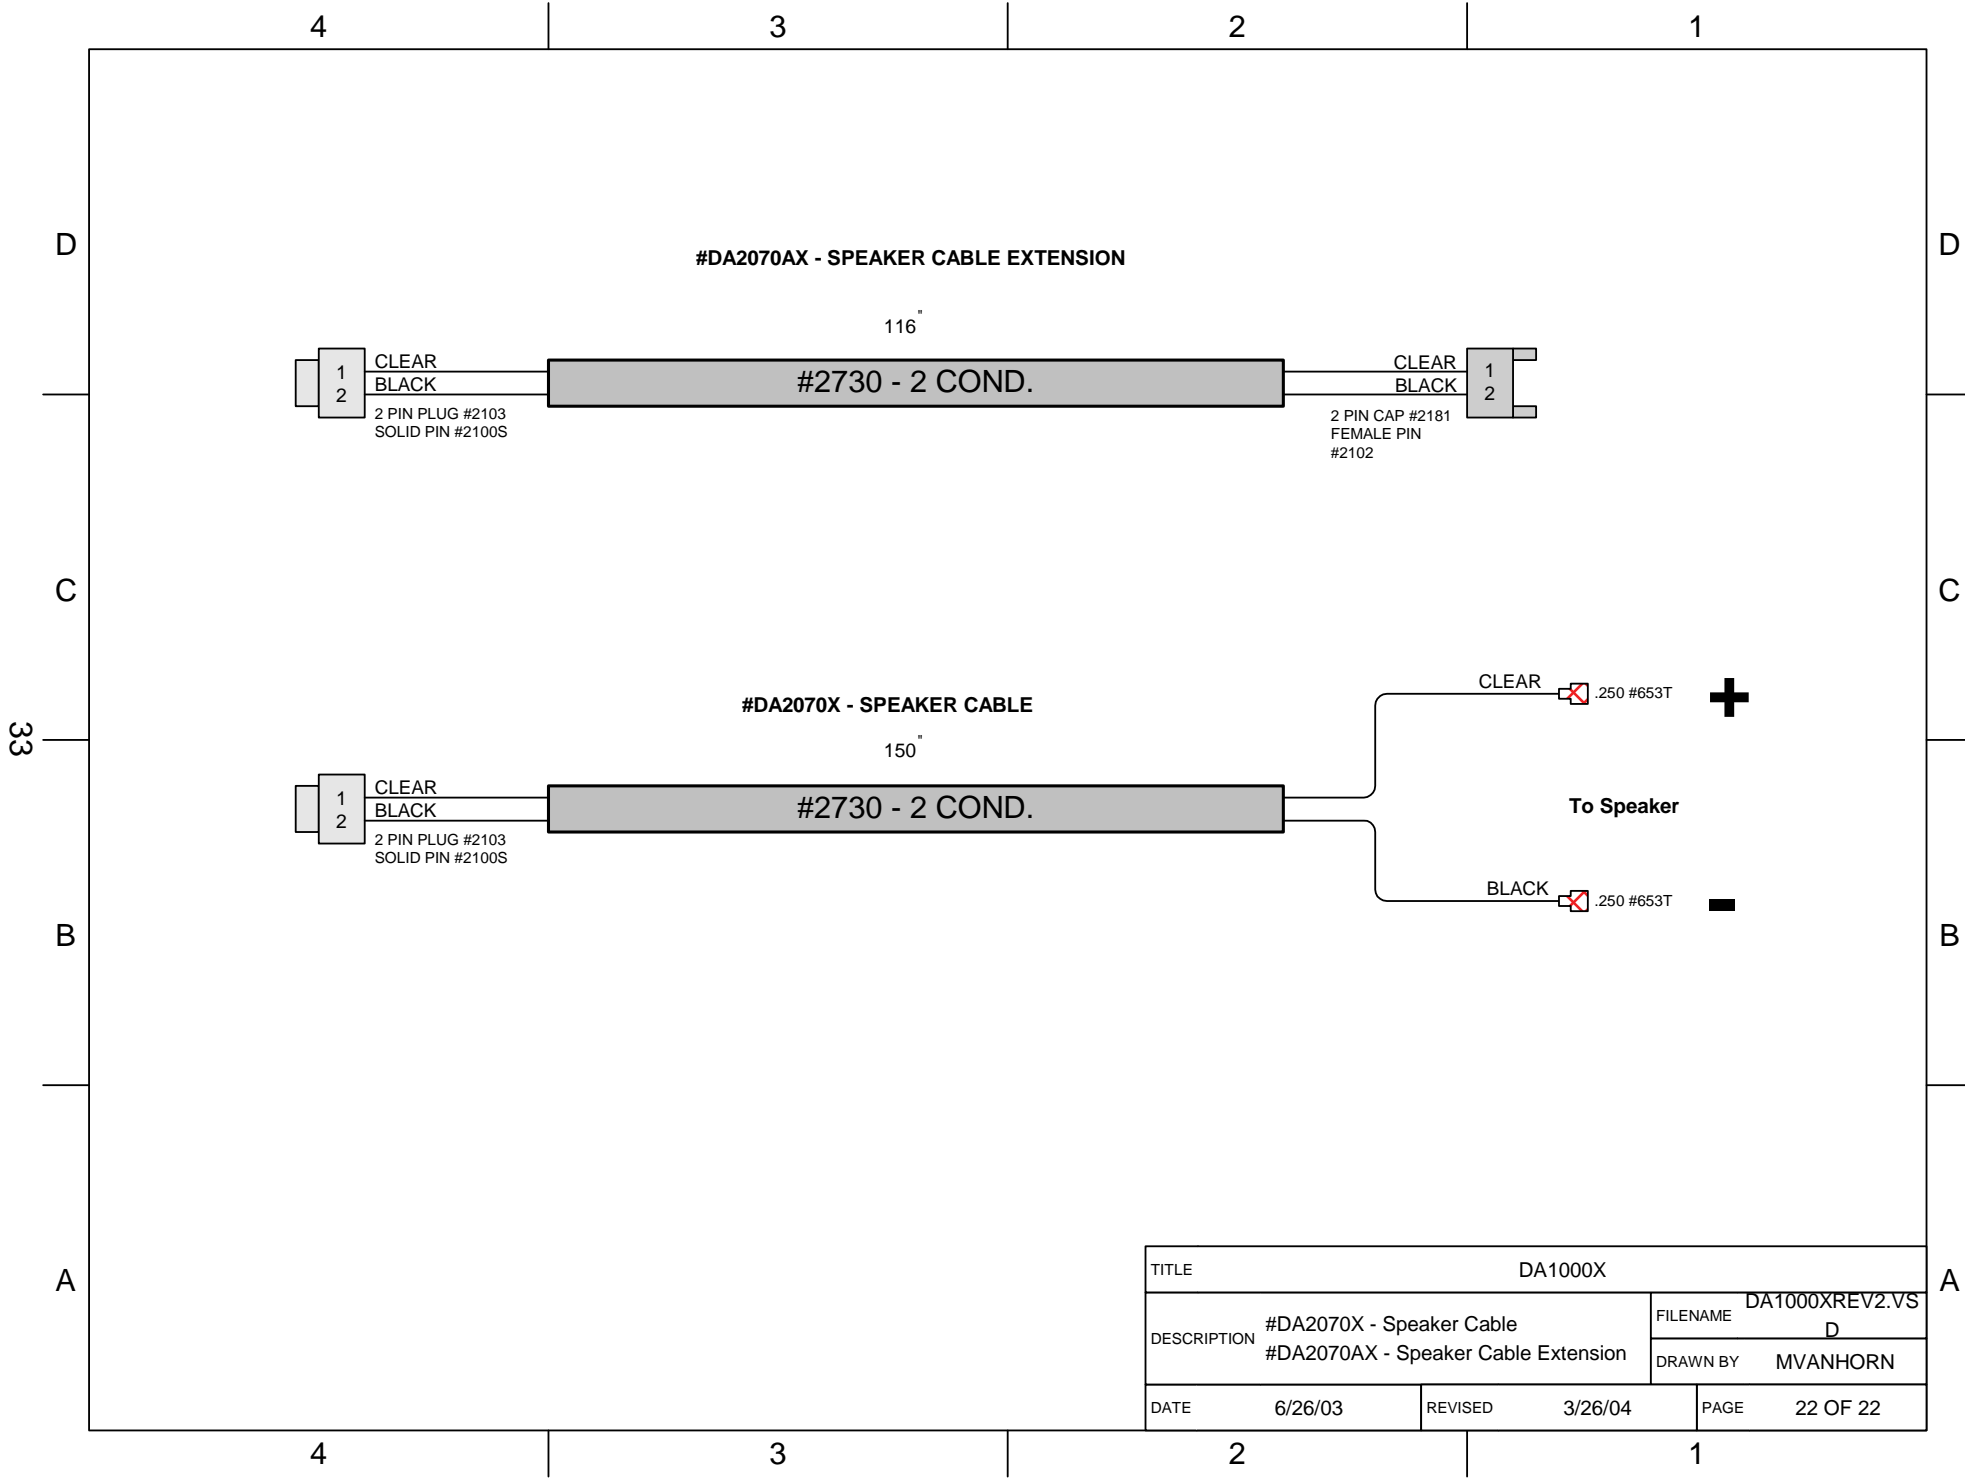 4 3 2 1
D D
#DA2070AX - SPEAKER CABLE EXTENSION
116"
CLEAR CLEAR
1 #2730 - 2 COND. 1
BLACK BLACK
2 2
2 PIN PLUG #2103
SOLID PIN #2100S
2 PIN CAP #2181
FEMALE PIN
#2102
C C
CLEAR .250 #653T +
#DA2070X - SPEAKER CABLE
33
150"
CLEAR
1 #2730 - 2 COND. To Speaker
BLACK
2
2 PIN PLUG #2103
SOLID PIN #2100S
BLACK .250 #653T -
B B
A A
TITLE DA1000X
DESCRIPTION #DA2070X - Speaker Cable
#DA2070AX - Speaker Cable Extension
FILENAME DA1000XREV2.VS
D
DRAWN BY MVANHORN
DATE 6/26/03 REVISED 3/26/04 PAGE 22 OF 22
4 3 2 1